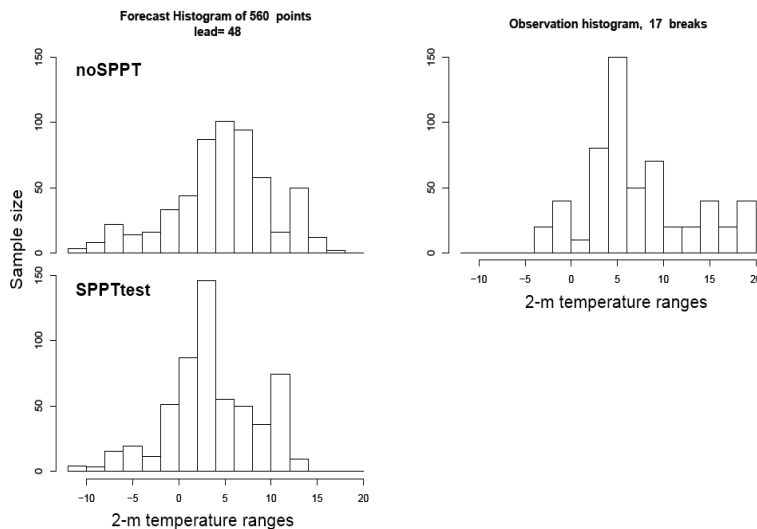 Forecast Histogram of 560 points
lead= 48
noSPPT
150
100
50
0
Sample size
SPPTtest
150
100
50
0
−10 −5 0 5 10 15 20
2-m temperature ranges
Observation histogram, 17 breaks
150
100
50
0
−10 −5 0 5 10 15 20
2-m temperature ranges